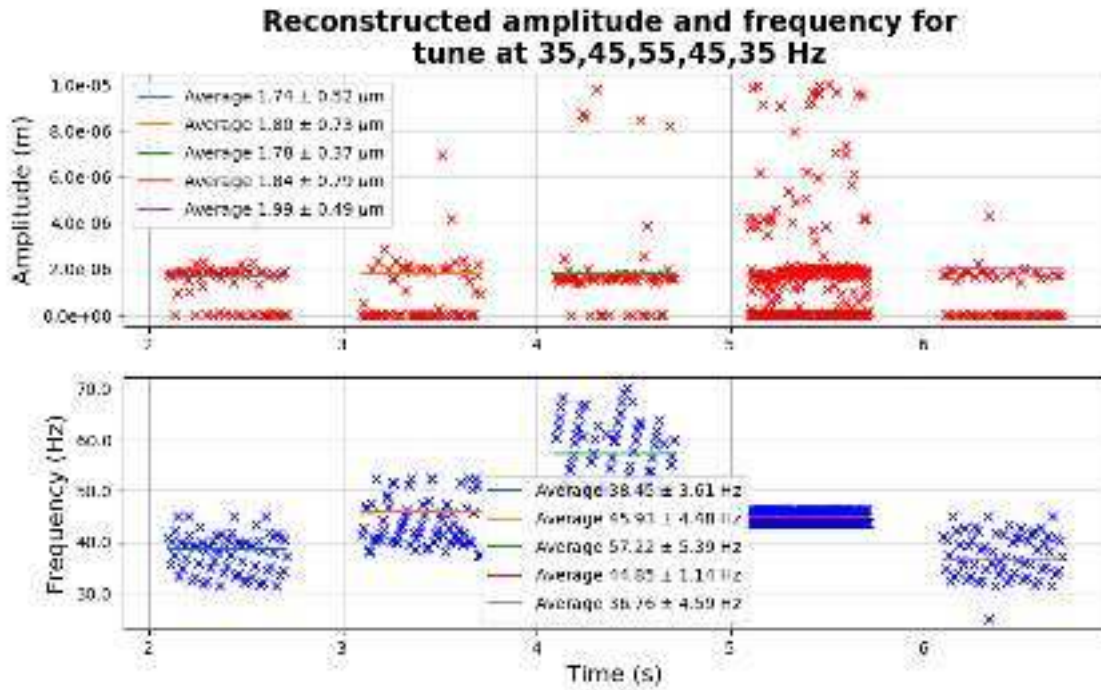 Reconstructed amplitude and frequency for
tune at 35,45,55,45,35 Hz
Amplitude (m)
1.0e-05
8.0e-06
6.0e-06
4.0e-06
2.0e-06
0.0e+00
Average 1.74 ± 0.52 μm
Average 1.80 ± 0.73 μm
Average 1.78 ± 0.37 μm
Average 1.84 ± 0.79 μm
Average 1.99 ± 0.49 μm
2 3 4 5 6
Frequency (Hz)
70.0
60.0
50.0
40.0
30.0
Average 38.45 ± 3.61 Hz
Average 45.91 ± 4.48 Hz
Average 57.22 ± 5.39 Hz
Average 44.85 ± 1.14 Hz
Average 36.76 ± 4.59 Hz
2 3 4 5 6
Time (s)